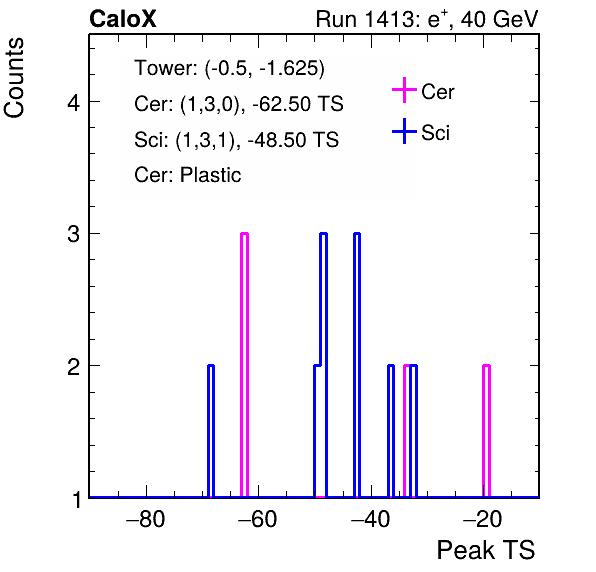 CaloX
Run 1413: e+, 40 GeV
Counts
Tower: (-0.5, -1.625)
Cer: (1,3,0), -62.50 TS
Sci: (1,3,1), -48.50 TS
Cer: Plastic
Cer
Sci
4
3
2
1
−80
−60
−40
−20
Peak TS